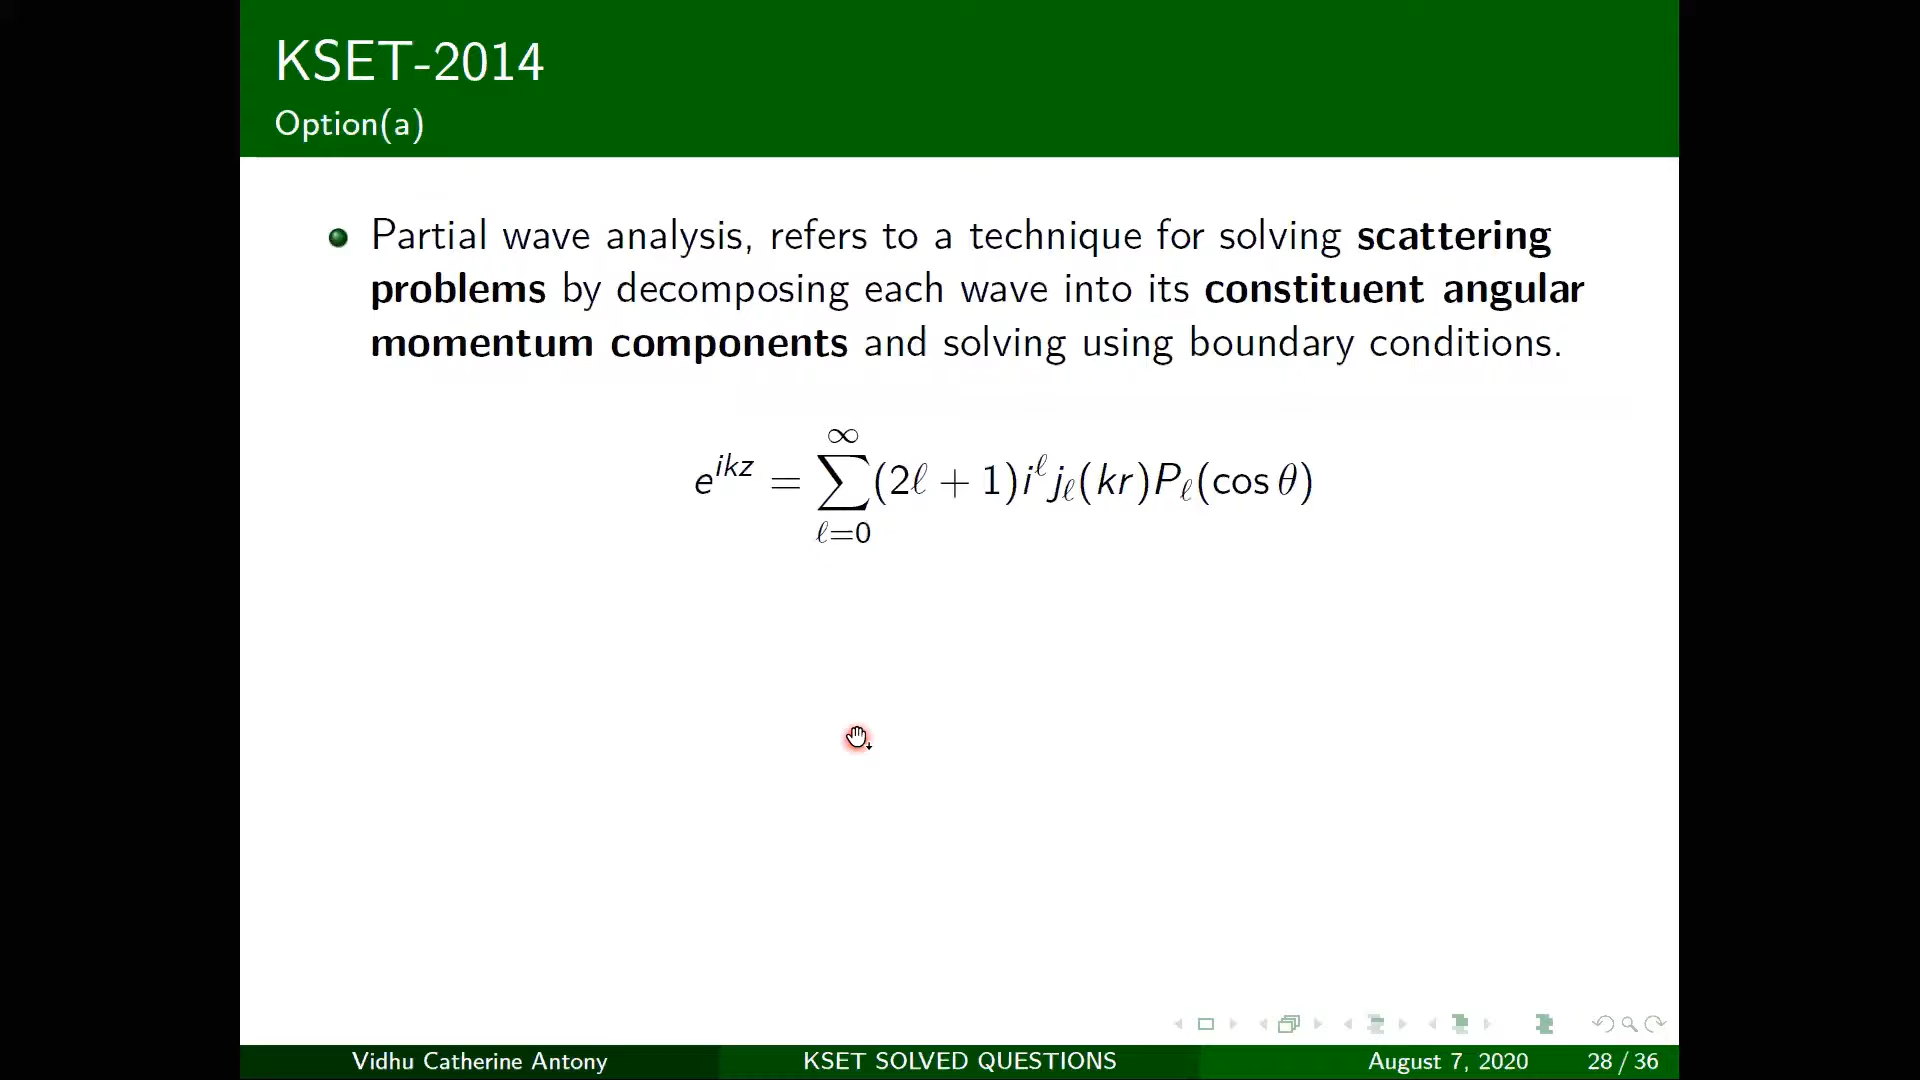 KSET-2014
Option(a)
Partial wave analysis, refers to a technique for solving scattering
problems by decomposing each wave into its constituent angular
momentum components and solving using boundary conditions.
$e^{ikz} = \sum_{\ell=0}^{\infty} (2\ell + 1) i^{\ell} j_{\ell}(kr) P_{\ell}(\cos\theta)$
Vidhu Catherine Antony KSET SOLVED QUESTIONS August 7, 2020 28 / 36